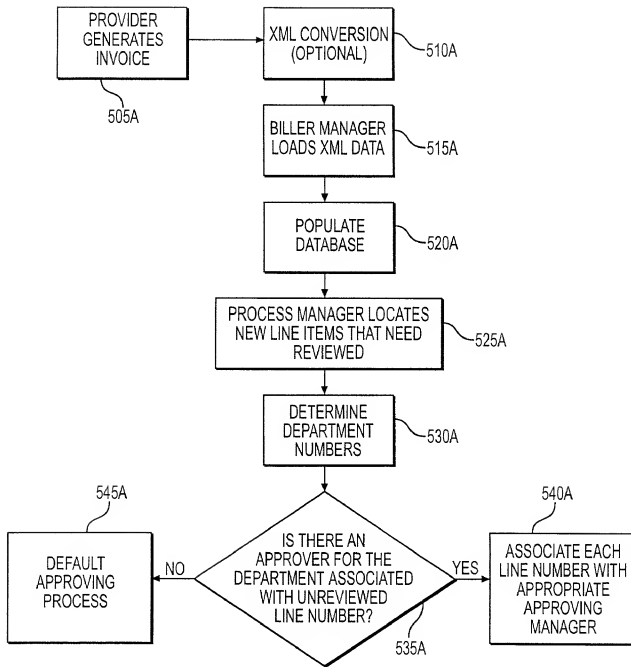 PROVIDER
GENERATES
INVOICE
505A
XML CONVERSION
(OPTIONAL)
510A
BILLER MANAGER
LOADS XML DATA
515A
POPULATE
DATABASE
520A
PROCESS MANAGER LOCATES
NEW LINE ITEMS THAT NEED
REVIEWED
525A
DETERMINE
DEPARTMENT
NUMBERS
530A
IS THERE AN
APPROVER FOR THE
DEPARTMENT ASSOCIATED
WITH UNREVIEWED
LINE NUMBER?
535A
NO
545A
DEFAULT
APPROVING
PROCESS
YES
540A
ASSOCIATE EACH
LINE NUMBER WITH
APPROPRIATE
APPROVING
MANAGER